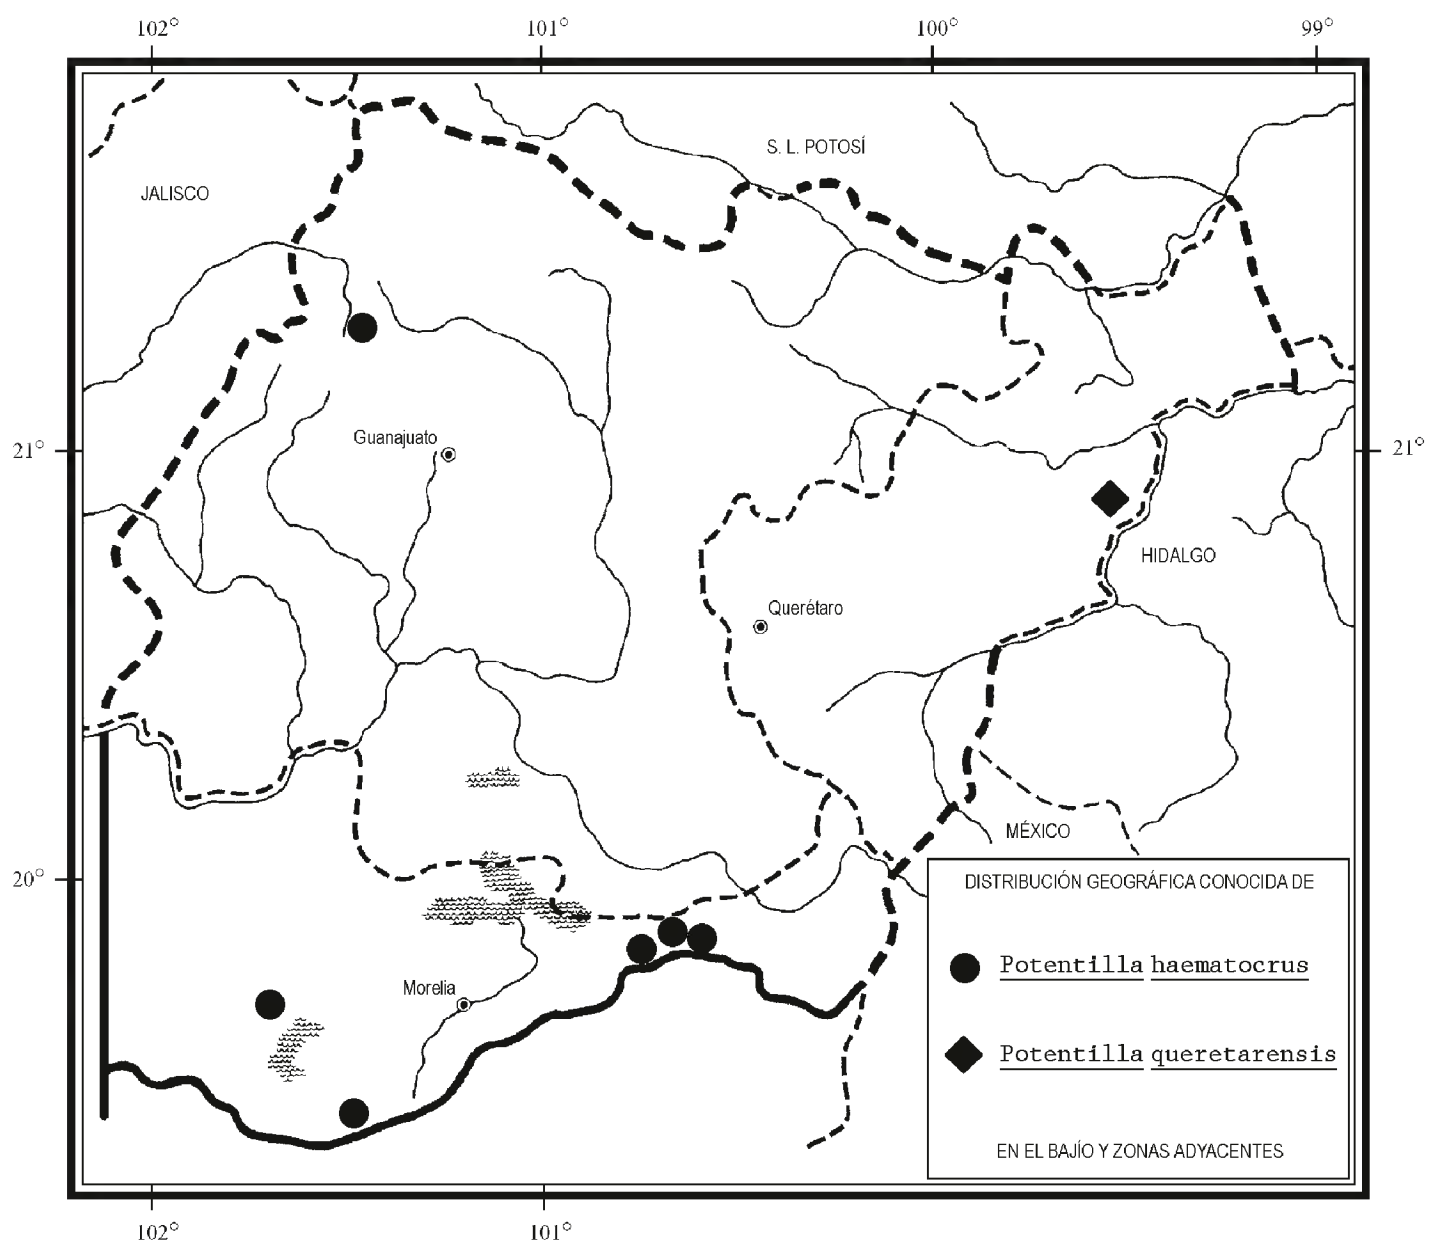 102° 101° 100° 99°
S. L. POTOSÍ
JALISCO
Guanajuato
21° 21°
HIDALGO
Querétaro
MÉXICO
20°
DISTRIBUCIÓN GEOGRÁFICA CONOCIDA DE
Potentilla haematocrus
Morelia
Potentilla queretarensis
EN EL BAJÍO Y ZONAS ADYACENTES
102° 101°